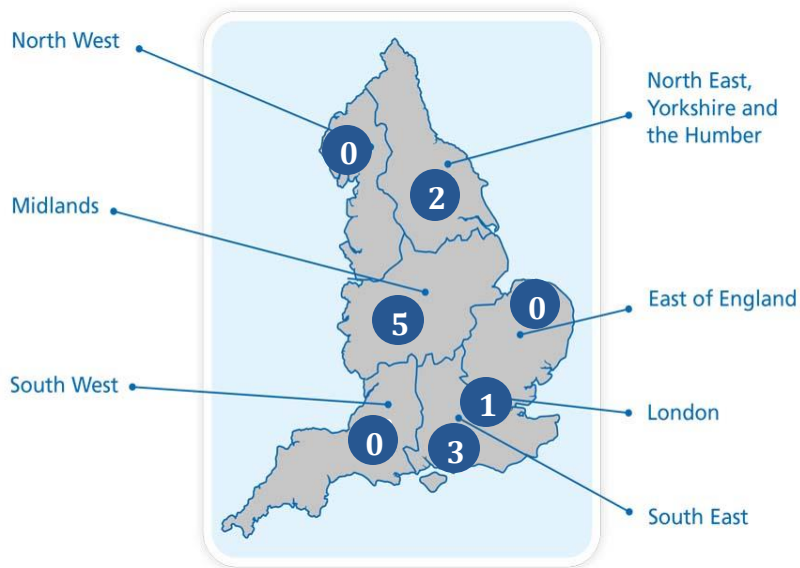 North West
North East,
Yorkshire and
the Humber
0
2
Midlands
0
East of England
5
South West
1
London
0
3
South East